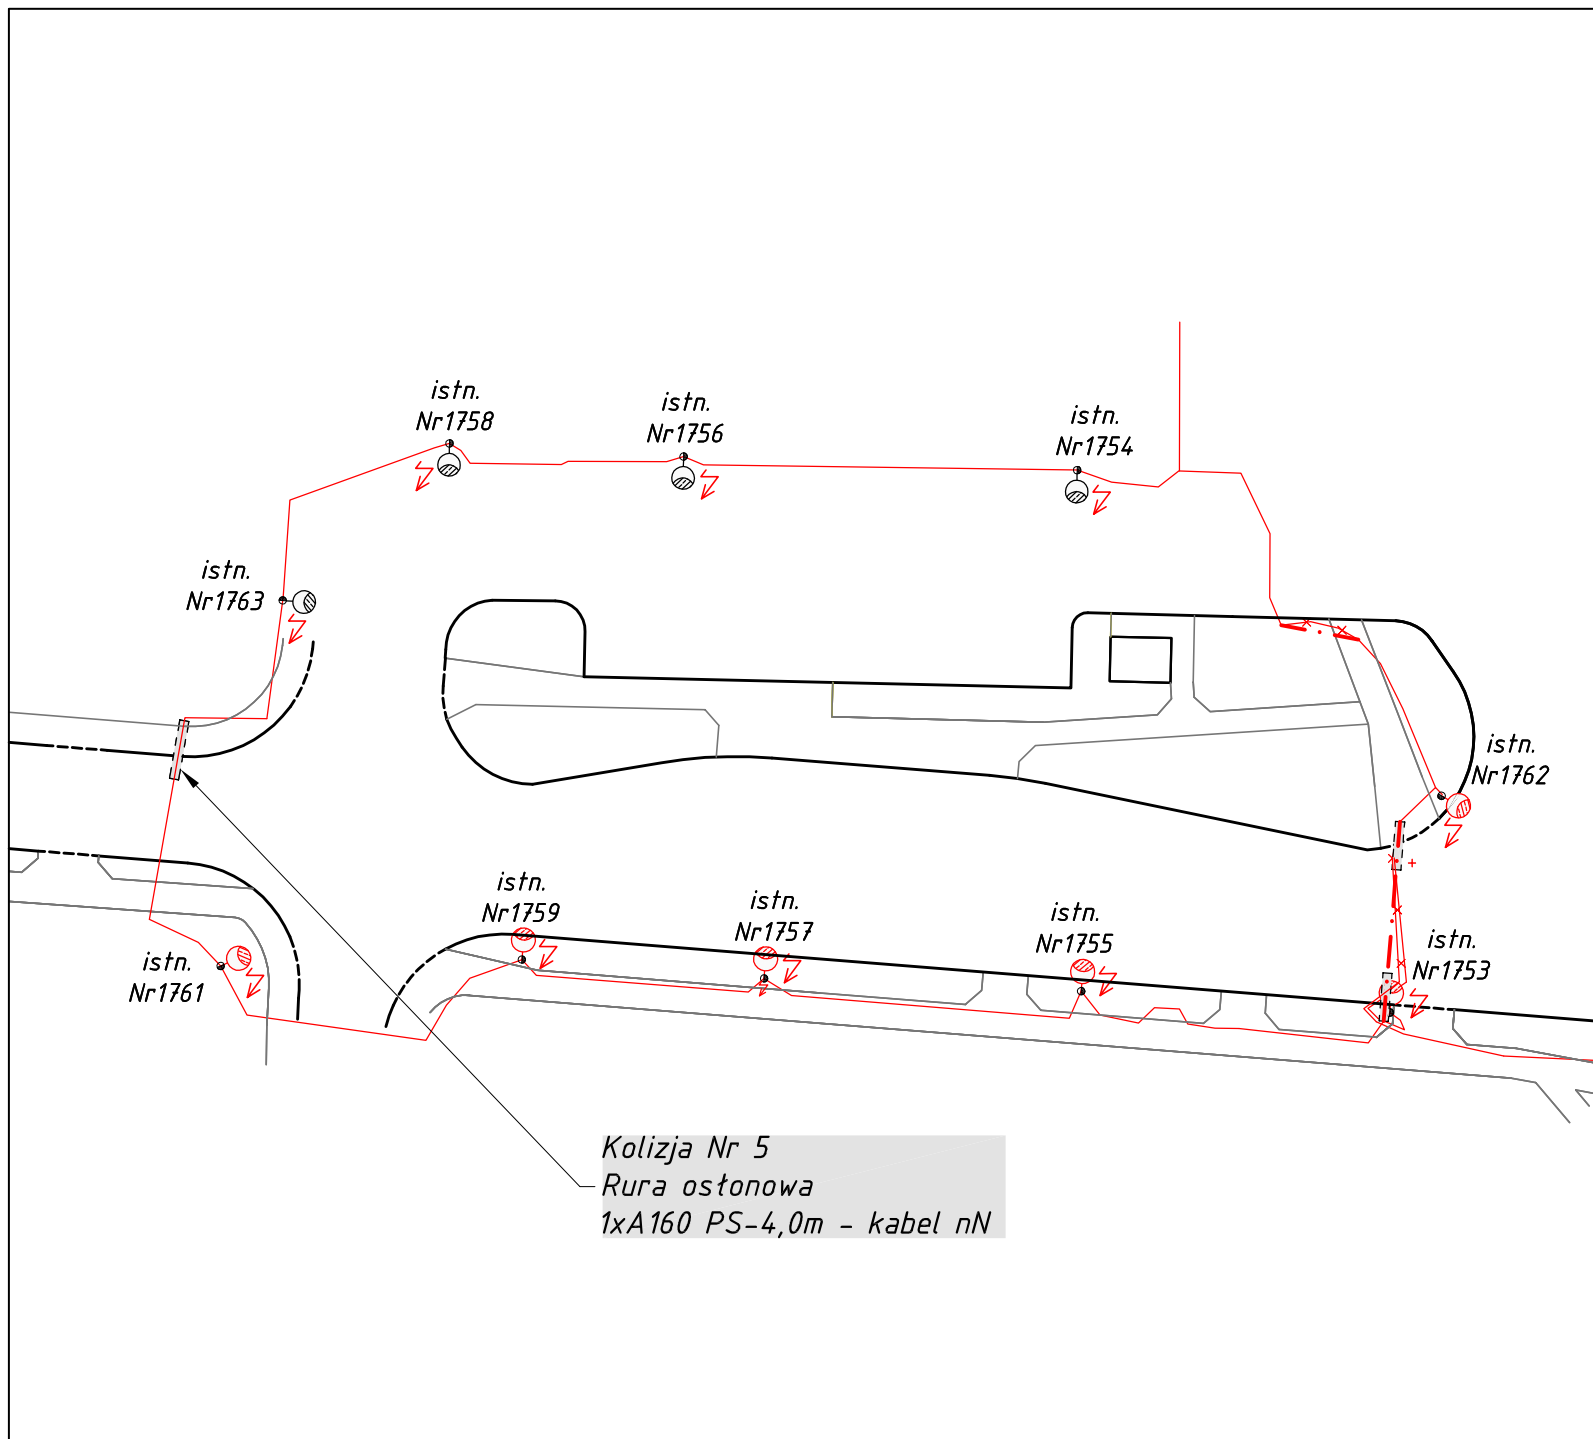 istn.
Nr1758
istn.
Nr1756
istn.
Nr1754
istn.
Nr1763
istn.
Nr1762
istn.
Nr1759
istn.
Nr1757
istn.
Nr1755
istn.
Nr1753
istn.
Nr1761
Kolizja Nr 5
Rura osłonowa
1xA160 PS-4,0m - kabel nN